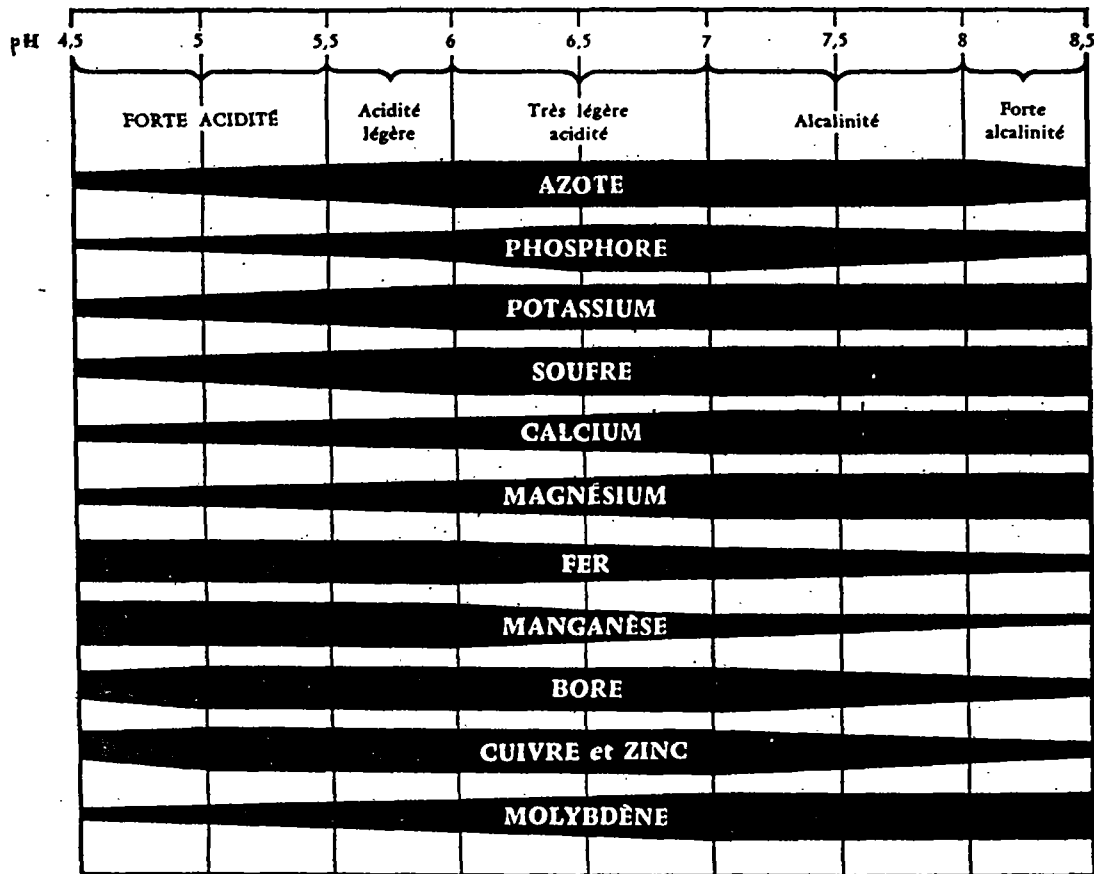 pH 4,5 5 5,5 6 6,5 7 7,5 8 8,5
FORTE ACIDITÉ
Acidité
légère
Très légère
acidité
Alcalinité
Forte
alcalinité
AZOTE
PHOSPHORE
POTASSIUM
SOUFRE
CALCIUM
MAGNÉSIUM
FER
MANGANÈSE
BORE
CUIVRE et ZINC
MOLYBDÈNE